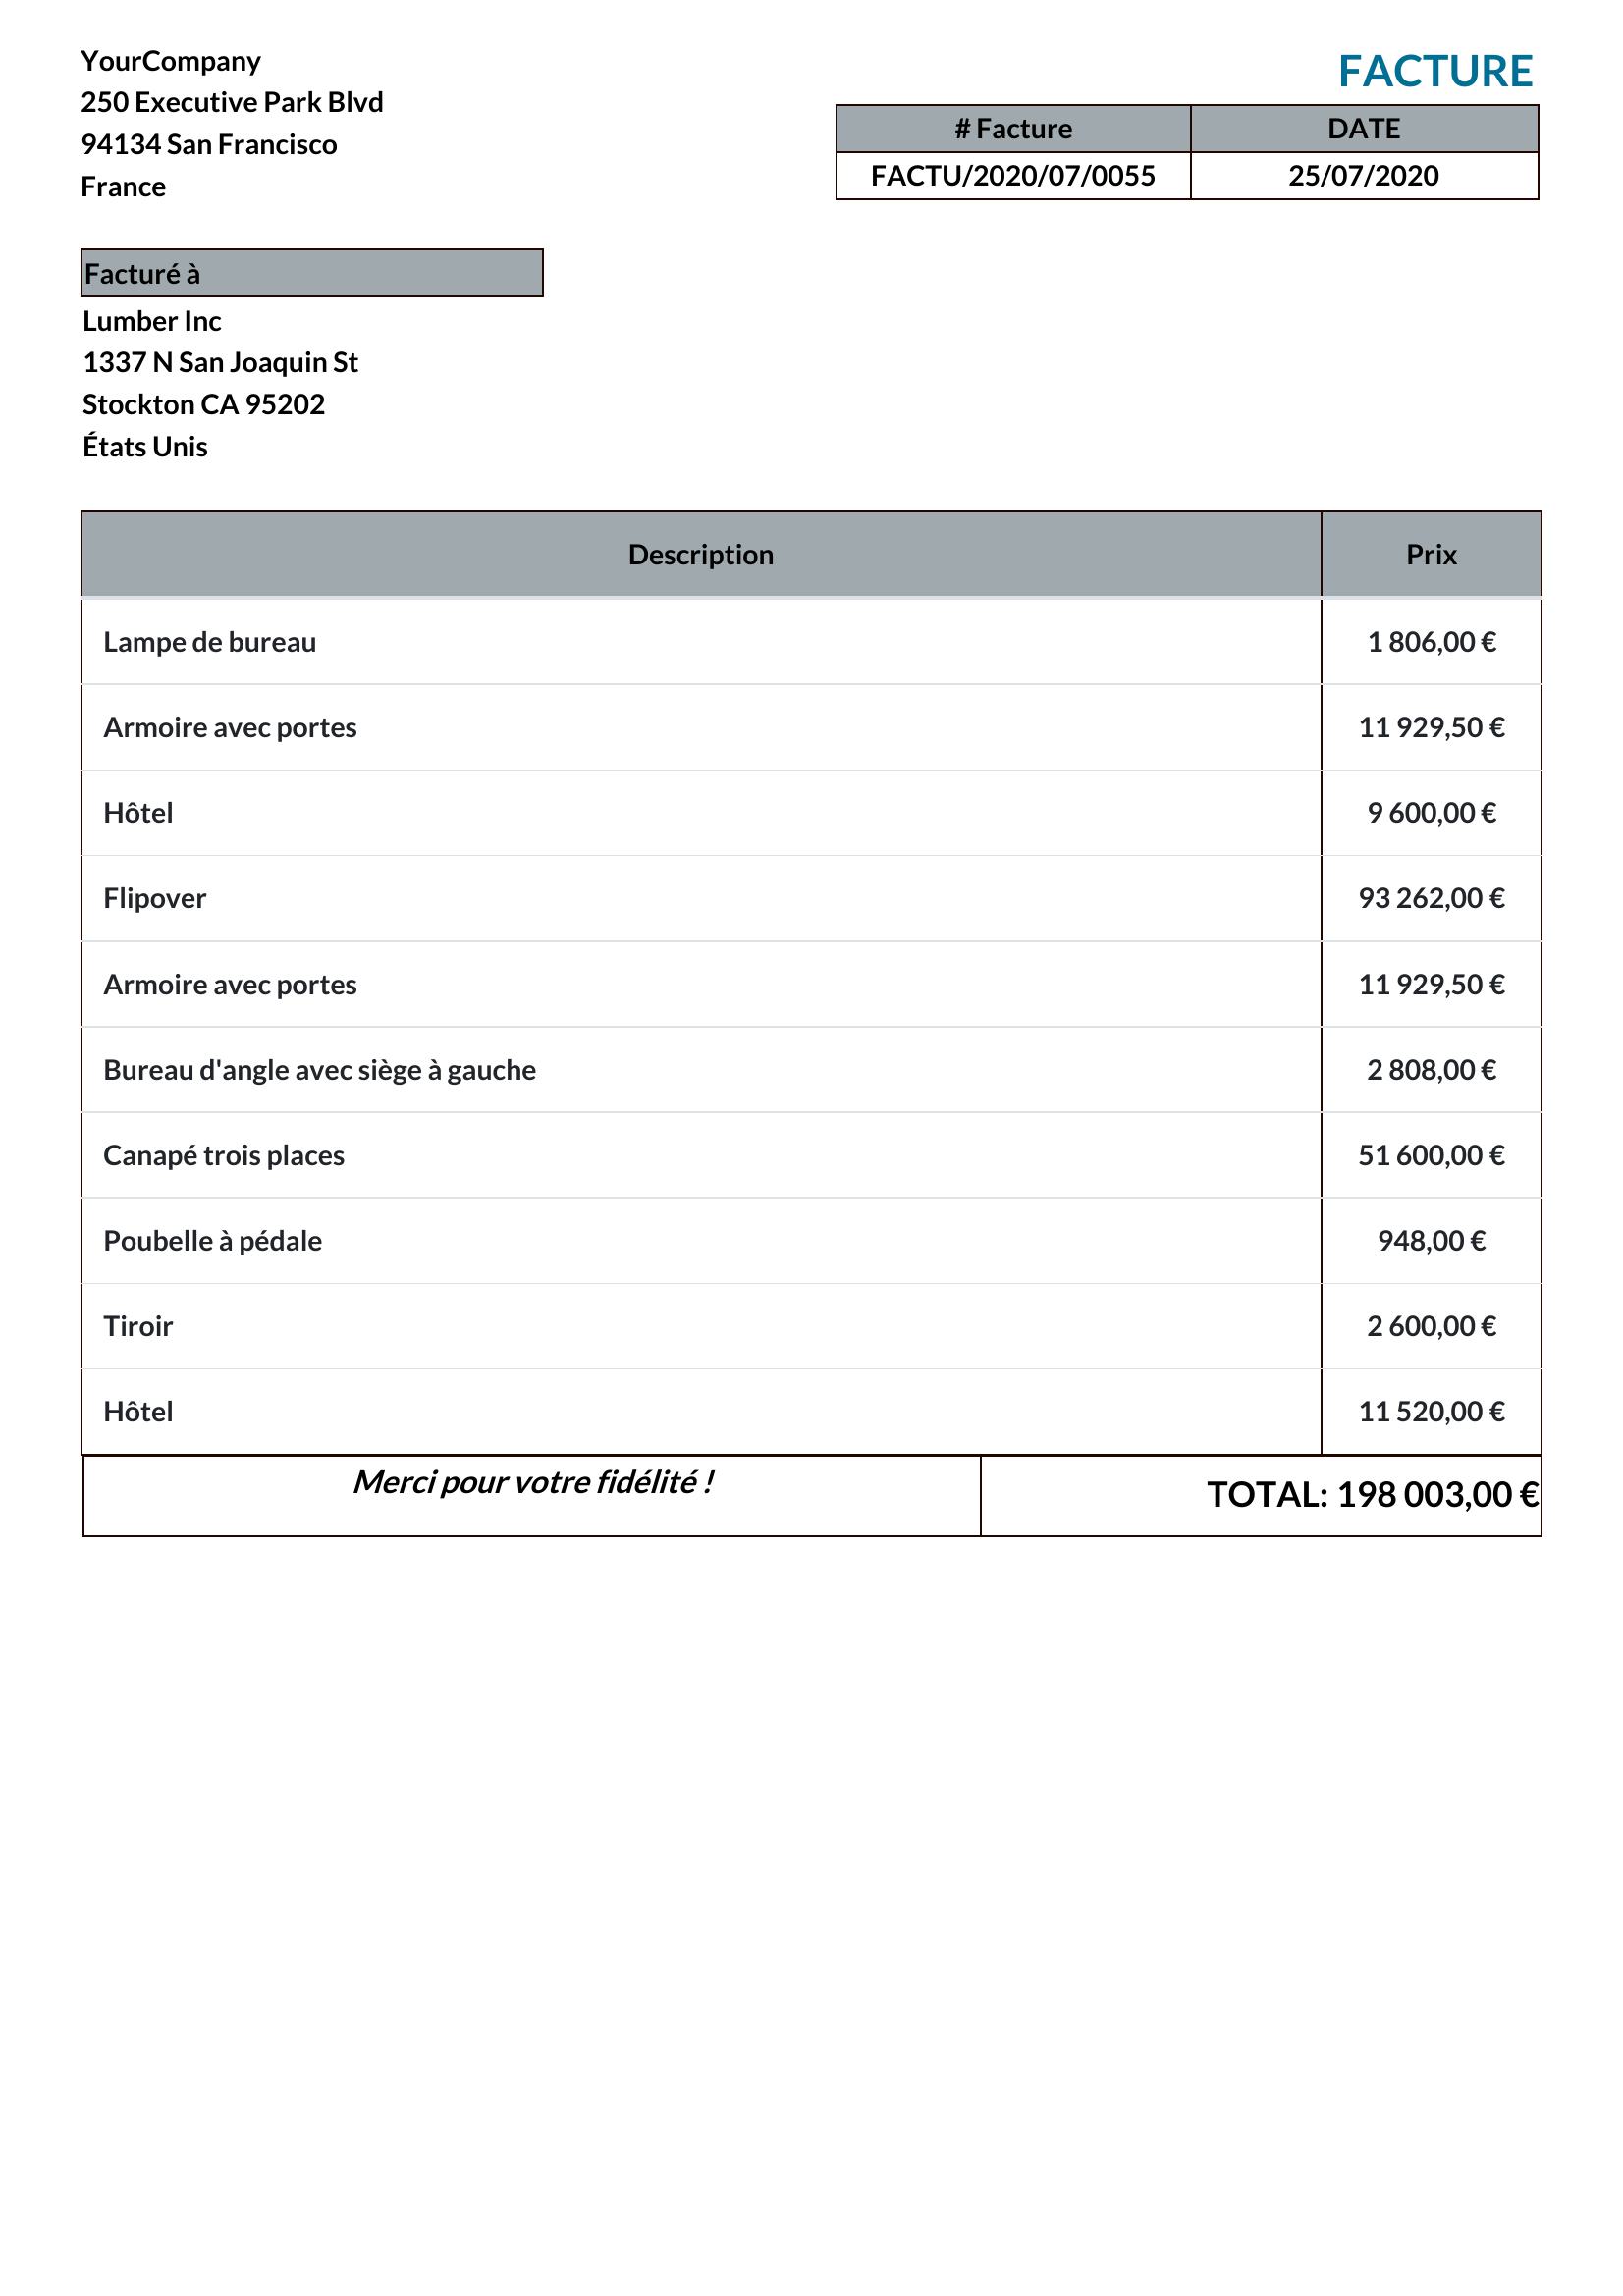 YourCompany
250 Executive Park Blvd
94134 San Francisco
France
FACTURE
# Facture DATE
FACTU/2020/07/0055 25/07/2020
Facturé à
Lumber Inc
1337 N San Joaquin St
Stockton CA 95202
États Unis
Description Prix
Lampe de bureau 1 806,00 €
Armoire avec portes 11 929,50 €
Hôtel 9 600,00 €
Flipover 93 262,00 €
Armoire avec portes 11 929,50 €
Bureau d'angle avec siège à gauche 2 808,00 €
Canapé trois places 51 600,00 €
Poubelle à pédale 948,00 €
Tiroir 2 600,00 €
Hôtel 11 520,00 €
Merci pour votre fidélité ! TOTAL: 198 003,00 €